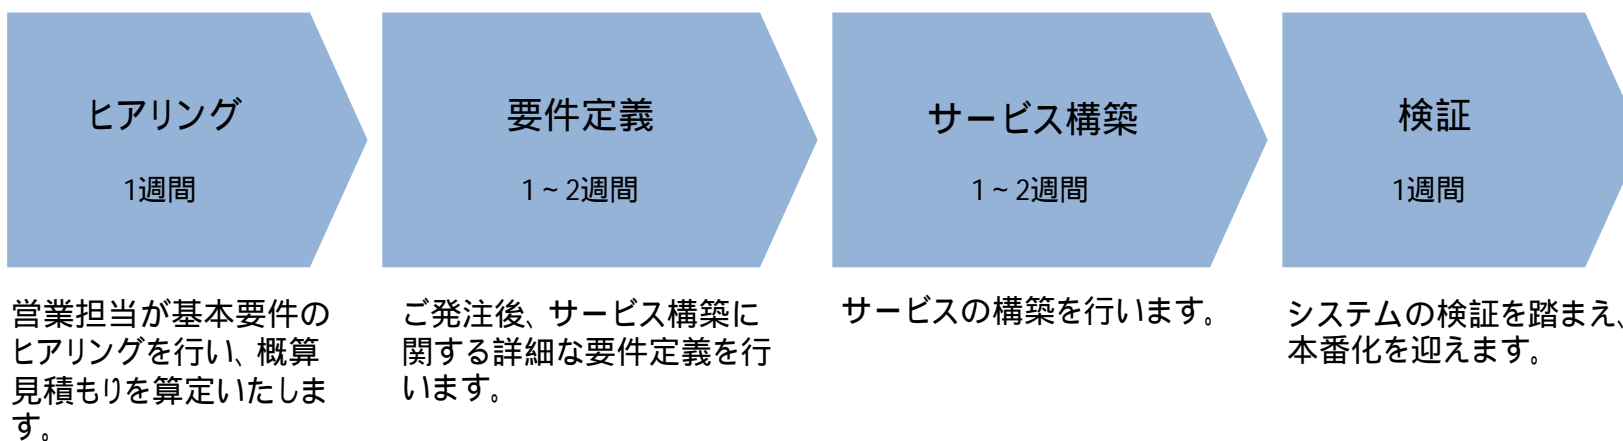 ヒアリング
1週間
要件定義
1~2週間
サービス構築
1~2週間
検証
1週間
営業担当が基本要件の
ヒアリングを行い、概算
見積もりを算定いたしま
す。
ご発注後、サービス構築に
関する詳細な要件定義を行
います。
サービスの構築を行います。
システムの検証を踏まえ、
本番化を迎えます。